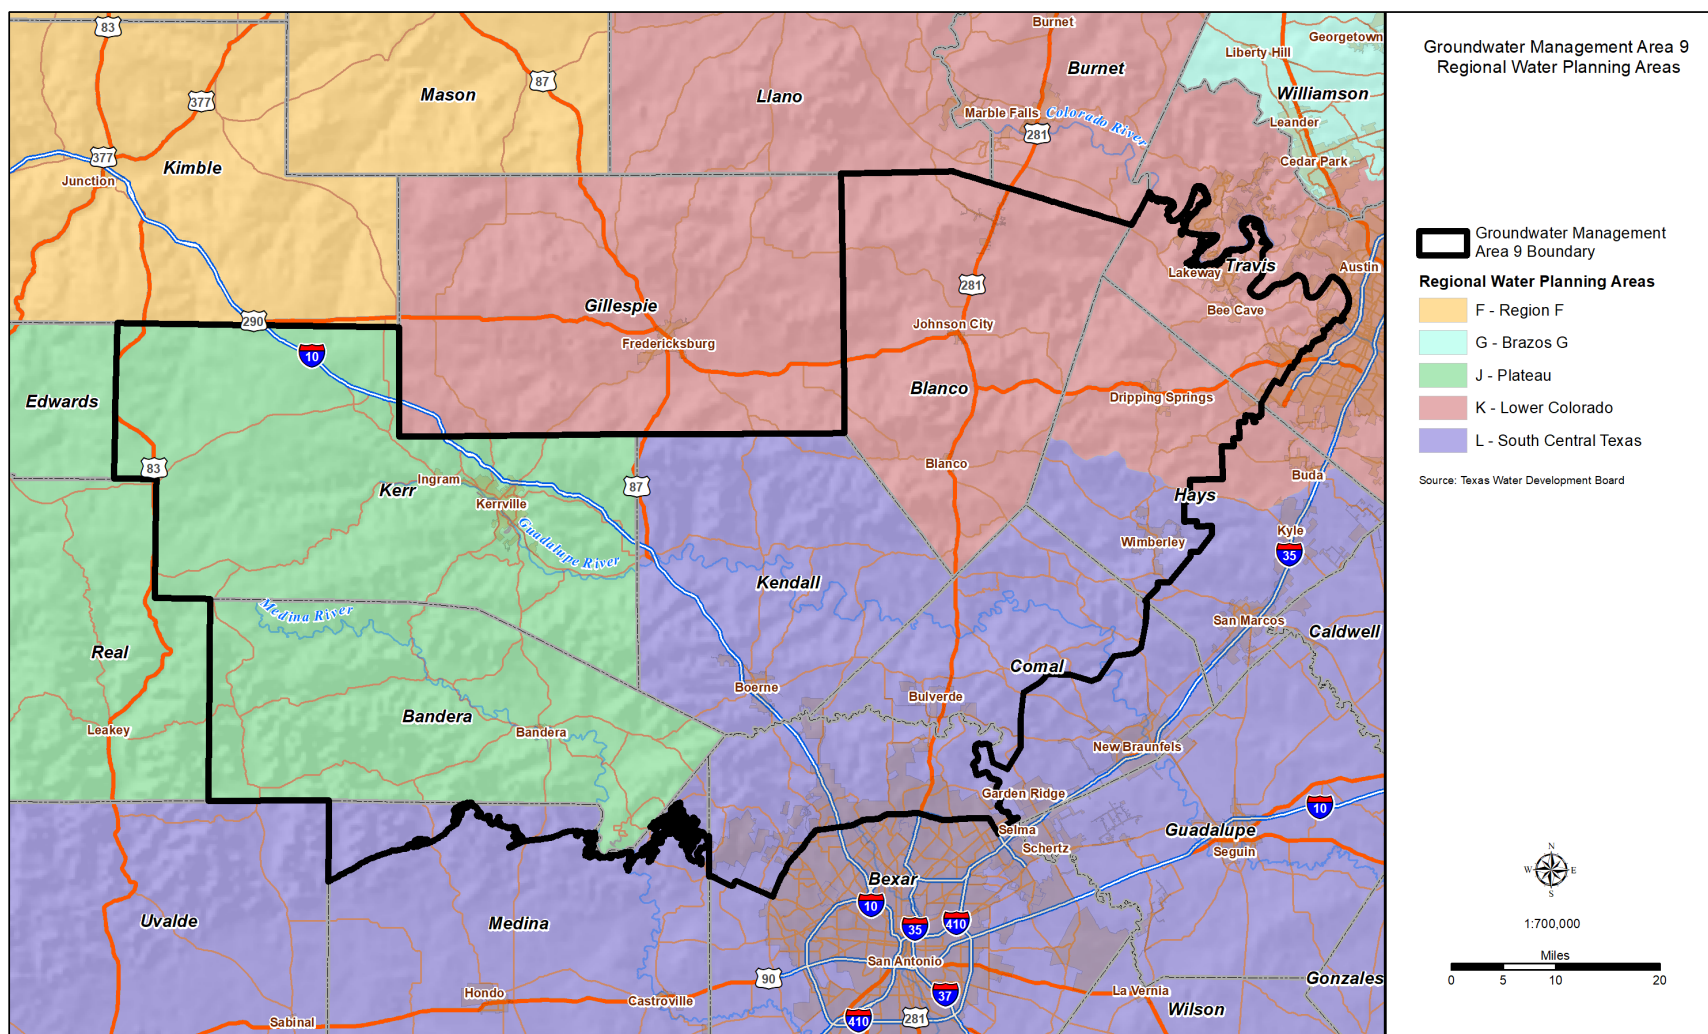 Groundwater Management Area 9
Regional Water Planning Areas
Groundwater Management
Area 9 Boundary
Regional Water Planning Areas
F - Region F
G - Brazos G
J - Plateau
K - Lower Colorado
L - South Central Texas
Source: Texas Water Development Board
N
W
E
S
1:700,000
Miles
0
5
10
20
83
Burnet
Georgetown
Liberty Hill
Burnet
87
Mason
Llano
377
Williamson
Marble Falls
Colorado River
Leander
281
377
Cedar Park
Kimble
Junction
Travis
Lakeway
Austin
281
Gillespie
Bee Cave
290
Johnson City
Fredericksburg
10
Blanco
Edwards
Dripping Springs
Blanco
83
Buda
Ingram
87
Kerr
Hays
Kerrville
Guadalupe River
Kyle
Wimberley
35
Kendall
Medina River
San Marcos
Caldwell
Real
Comal
Boerne
Bulverde
Bandera
Leakey
Bandera
New Braunfels
Garden Ridge
10
Selma
Guadalupe
Schertz
Seguin
Bexar
10
Uvalde
Medina
35
410
San Antonio
90
Gonzales
La Vernia
Hondo
37
Castroville
Wilson
Sabinal
410
281